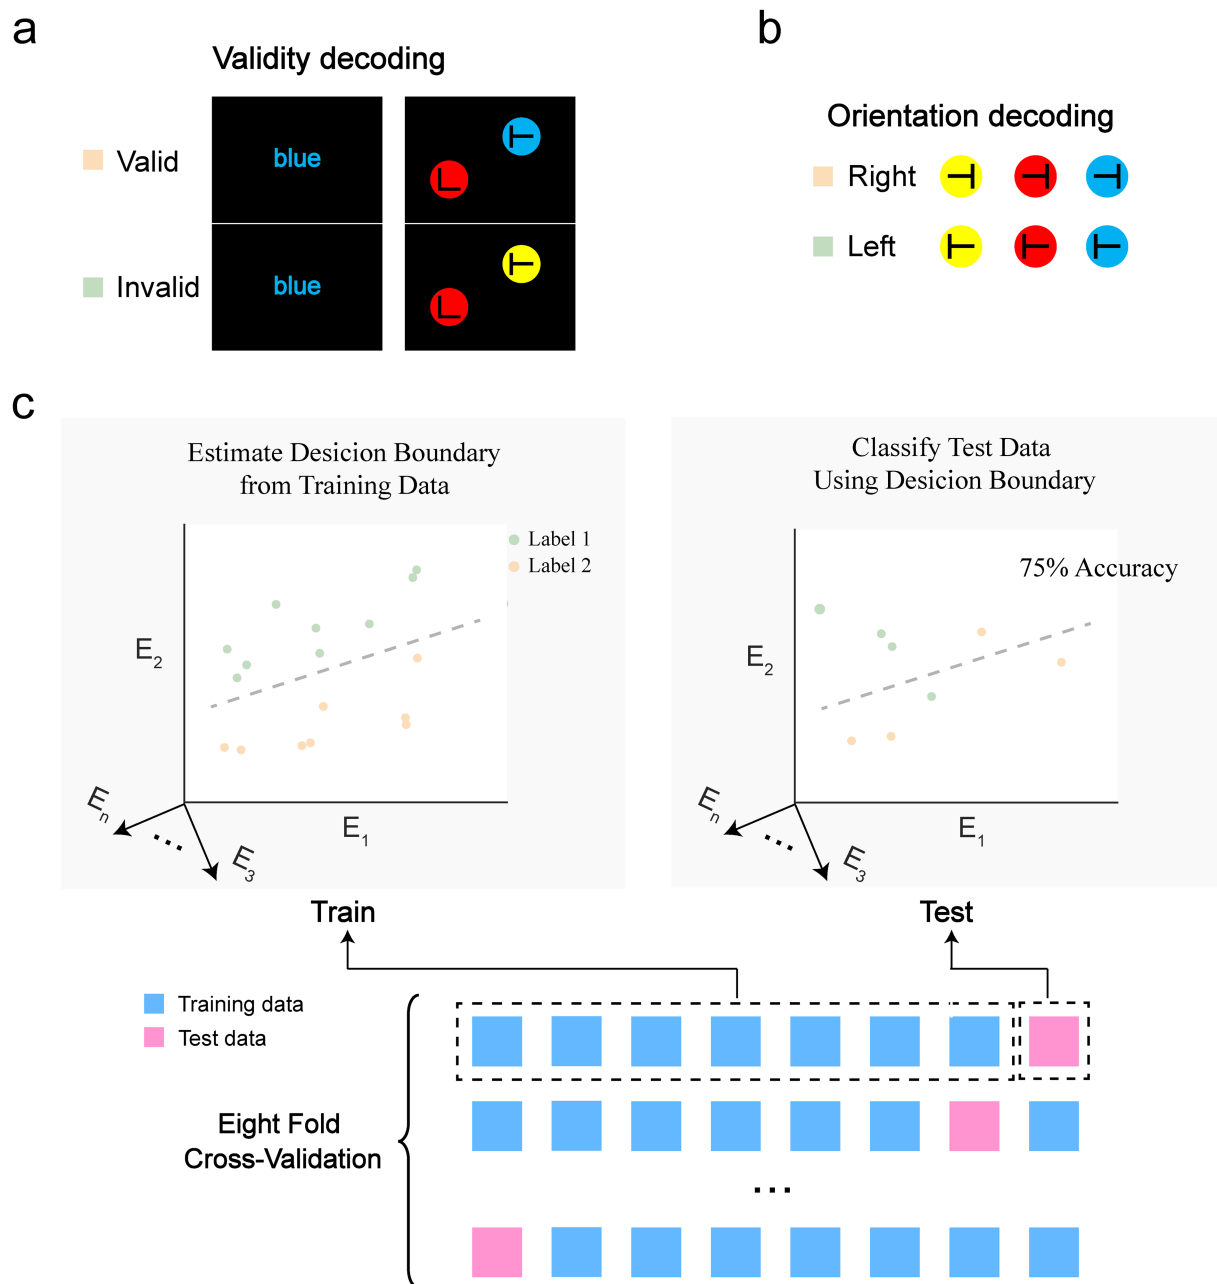 a
Validity decoding
Valid
blue
T
L
Invalid
blue
T
L
b
Orientation decoding
Right
T T T
Left
T T T
c
Estimate Desicion Boundary
from Training Data
Label 1
Label 2
E2
E1
En
...
E3
Train
Classify Test Data
Using Desicion Boundary
75% Accuracy
E2
E1
En
...
E3
Test
Training data
Test data
Eight Fold
Cross-Validation
...